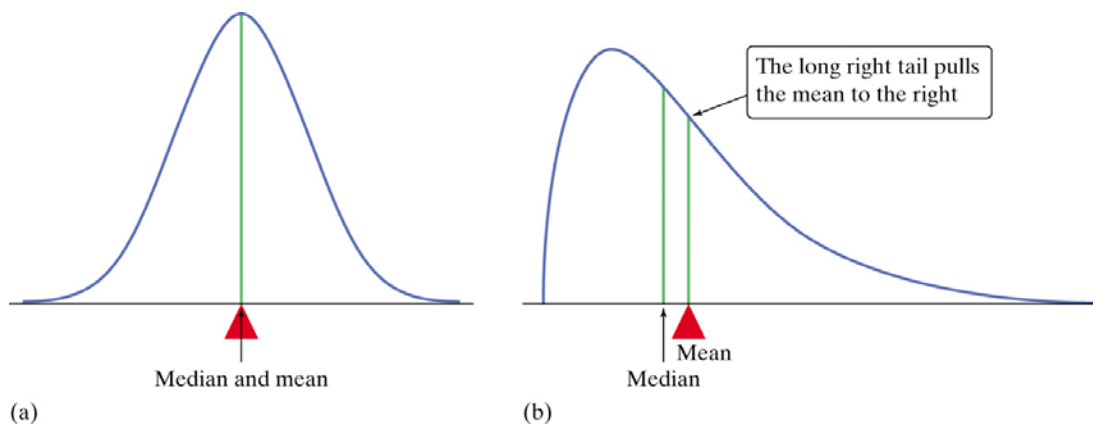 The long right tail pulls
the mean to the right
Median and mean
Mean
Median
(a)
(b)